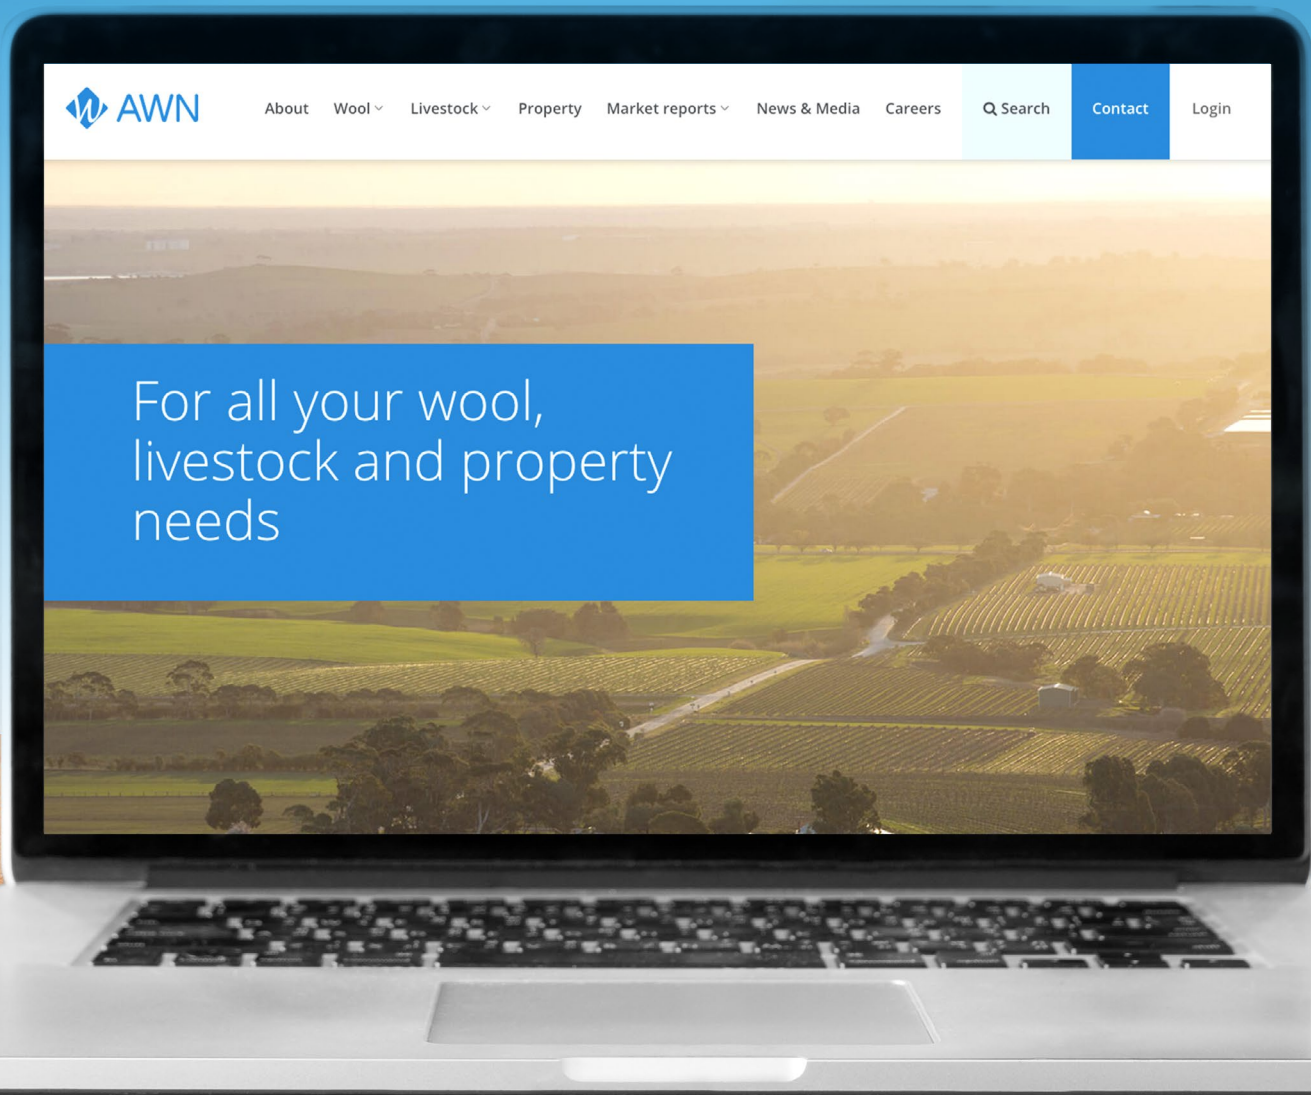 AWN
About
Wool
Livestock
Property
Market reports
News & Media
Careers
Search
Contact
Login
For all your wool,
livestock and property
needs